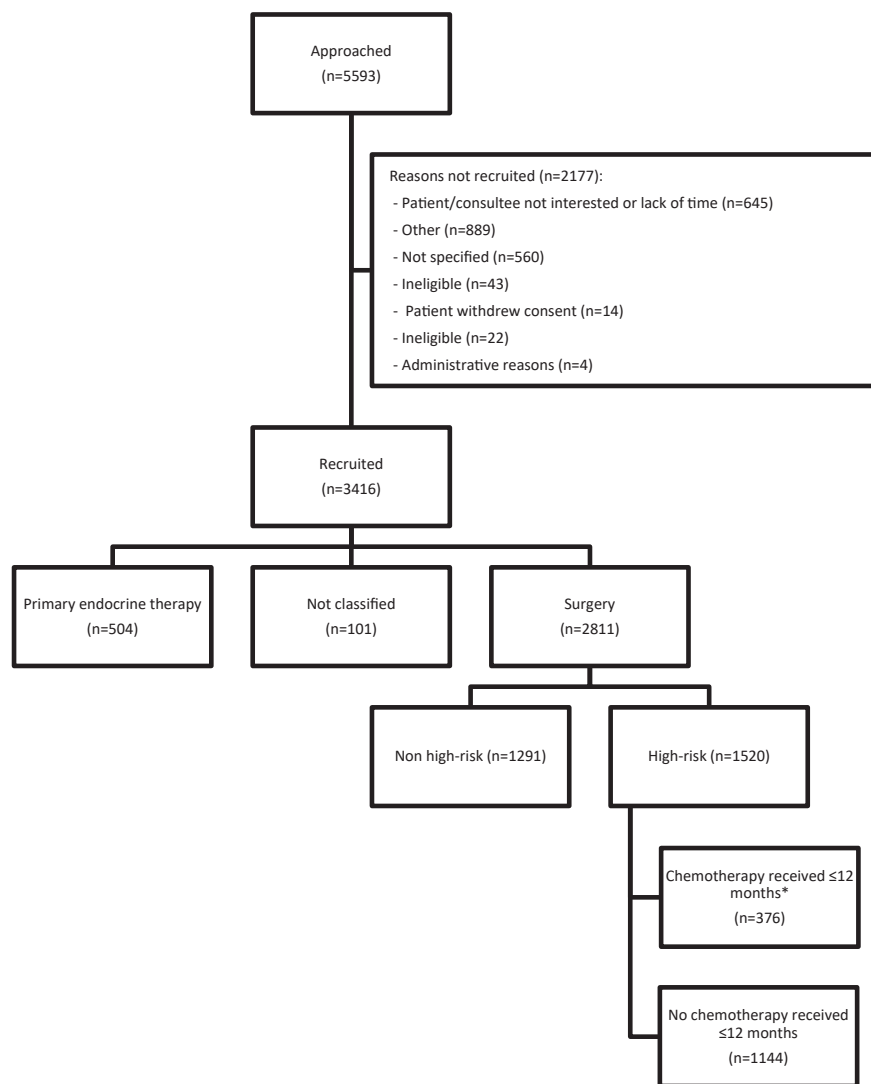 Approached
(n=5593)
Reasons not recruited (n=2177):
- Patient/consultee not interested or lack of time (n=645)
- Other (n=889)
- Not specified (n=560)
- Ineligible (n=43)
- Patient withdrew consent (n=14)
- Ineligible (n=22)
- Administrative reasons (n=4)
Recruited
(n=3416)
Primary endocrine therapy
(n=504)
Not classified
(n=101)
Surgery
(n=2811)
Non high-risk (n=1291)
High-risk (n=1520)
Chemotherapy received ≤12
months*
(n=376)
No chemotherapy received
≤12 months
(n=1144)